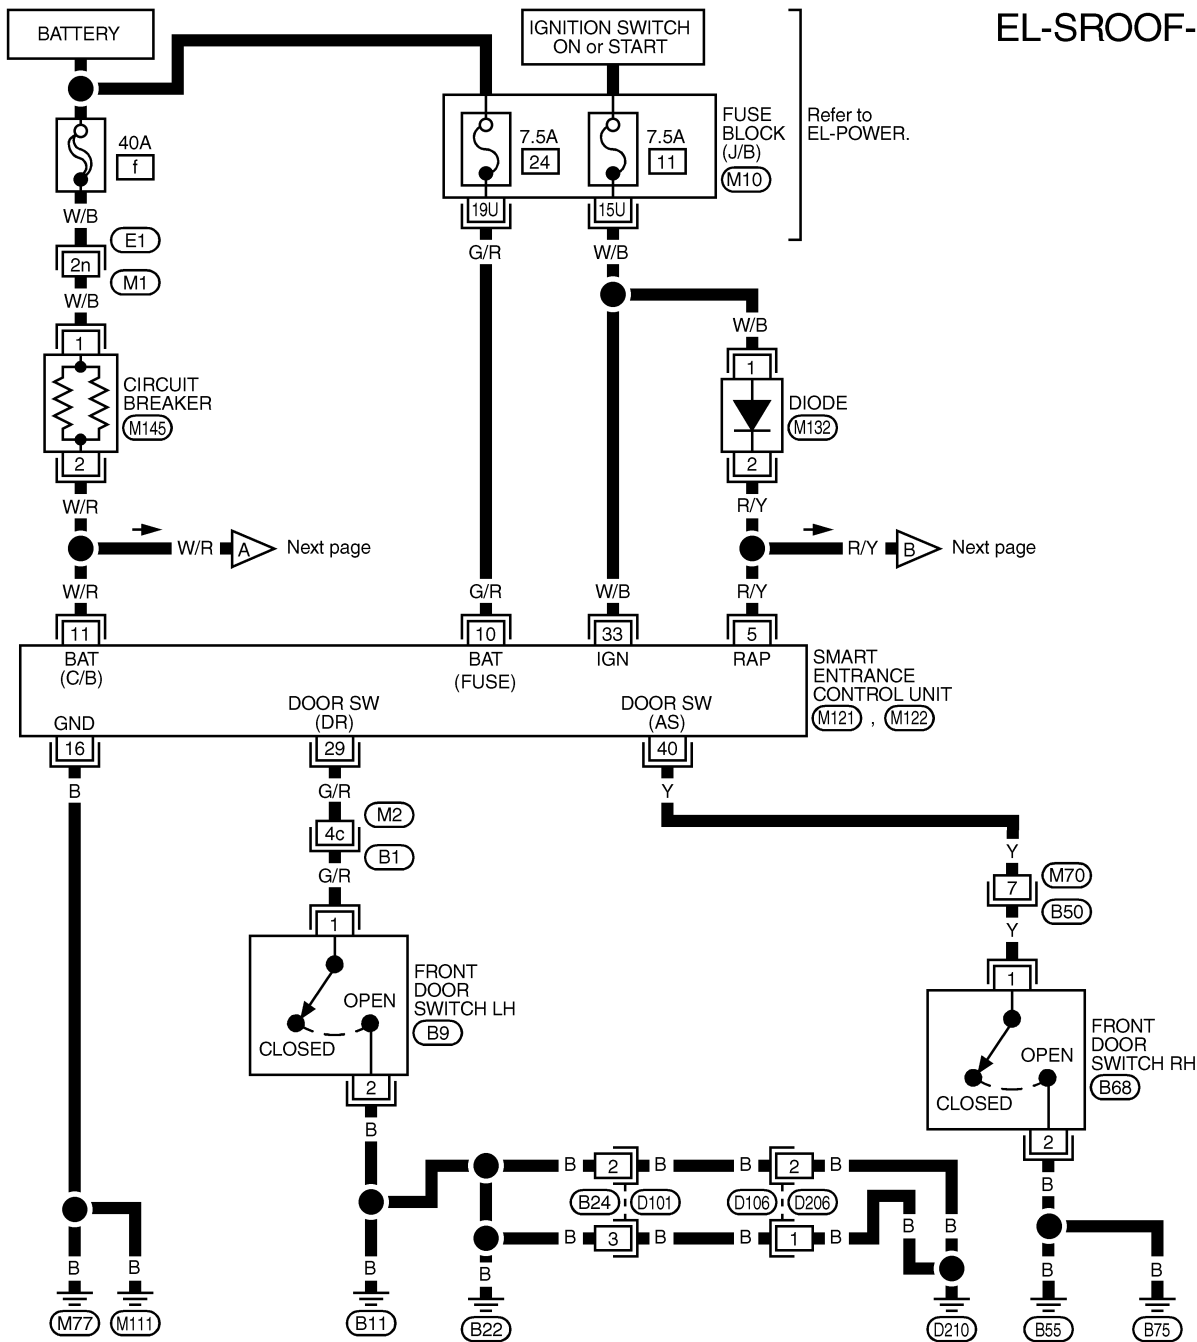 EL-SROOF-
BATTERY
IGNITION SWITCH
ON or START
40A
f
7.5A
24
7.5A
11
FUSE
BLOCK
(J/B)
M10
Refer to
EL-POWER.
19U
15U
W/B
E1
2n
M1
W/B
G/R
W/B
W/B
1
CIRCUIT
BREAKER
M145
2
1
DIODE
M132
2
W/R
R/Y
W/R
A
Next page
R/Y
B
Next page
W/R
G/R
W/B
R/Y
11
10
33
5
BAT
(C/B)
BAT
(FUSE)
IGN
RAP
SMART
ENTRANCE
CONTROL UNIT
M121 , M122
GND
DOOR SW
(DR)
DOOR SW
(AS)
16
29
40
B
G/R
Y
4c
M2
B1
G/R
Y
7
M70
B50
Y
1
OPEN
CLOSED
FRONT
DOOR
SWITCH LH
B9
2
1
OPEN
CLOSED
FRONT
DOOR
SWITCH RH
B68
2
B
B
B
2
B
B
2
B
B24
D101
D106
D206
B
3
B
B
1
B
B
B
B
B
B
B
B
B
M77
M111
B11
B22
D210
B55
B75